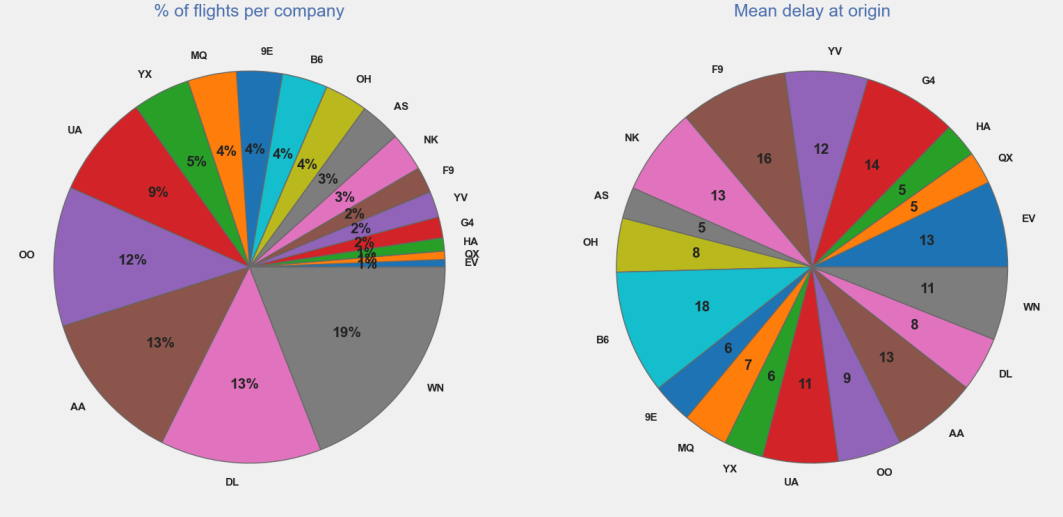 % of flights per company
Mean delay at origin
9E
B6
OH
AS
NK
F9
YV
G4
HA
QX
EV
WN
DL
AA
OO
UA
YX
MQ
4%
4%
4%
3%
3%
2%
2%
2%
1%
1%
1%
19%
13%
13%
12%
9%
5%
4%
YV
G4
HA
QX
EV
WN
DL
AA
OO
UA
YX
MQ
9E
B6
OH
AS
NK
F9
12
14
5
5
13
11
8
13
9
11
6
7
6
18
8
5
13
16